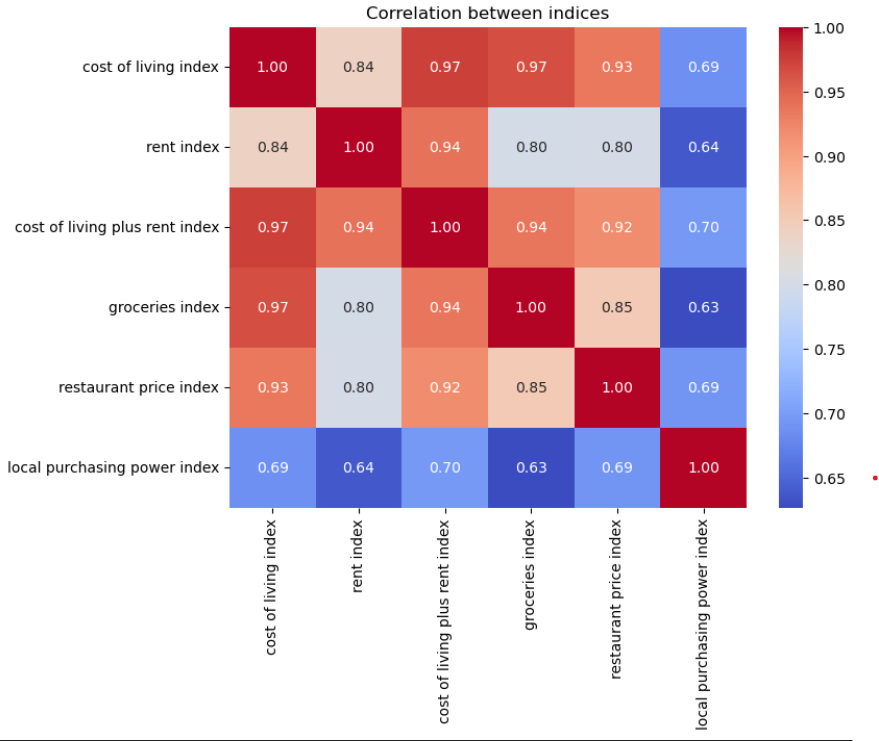 Correlation between indices
cost of living index 1.00 0.84 0.97 0.97 0.93 0.69
rent index 0.84 1.00 0.94 0.80 0.80 0.64
cost of living plus rent index 0.97 0.94 1.00 0.94 0.92 0.70
groceries index 0.97 0.80 0.94 1.00 0.85 0.63
restaurant price index 0.93 0.80 0.92 0.85 1.00 0.69
local purchasing power index 0.69 0.64 0.70 0.63 0.69 1.00
cost of living index
rent index
cost of living plus rent index
groceries index
restaurant price index
local purchasing power index
1.00
0.95
0.90
0.85
0.80
0.75
0.70
0.65